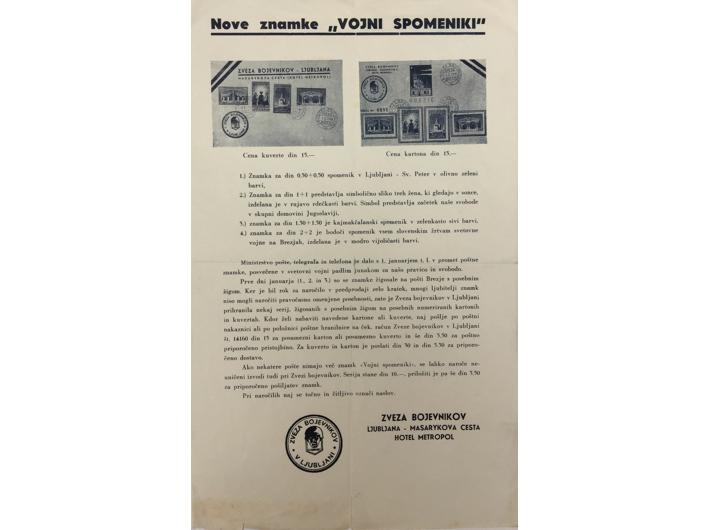 Nove znamke „VOJNI SPOMENIKI"
ZVEZA BOJEVNIKOV - LJUBLJANA
MASARYKOVA CESTA (HOTEL METROPOL)
Cena kuverte din 15.—
Cena kartona din 15.—
1.) Znamka za din 0.50+0.50 spomenik v Ljubljani - Sv. Peter v olivno zeleni
barvi,
2.) Znamka za din 1+1 predstavlja simbolično sliko treh žena, ki gledajo v sonce,
izdelana je v rujavo rdečkasti barvi. Simbol predstavlja začetek naše svobode
v skupni domovini Jugoslaviji,
3.) znamka za din 1.50+1.50 je kajmakčalanski spomenik v zelenkasto sivi barvi,
4.) znamka za din 2+2 je bodoči spomenik vsem slovenskim žrtvam svetovne
vojne na Brezjah, izdelana je v modro vijoličasti barvi.
Ministrstvo pošte, telegrafa in telefona je dalo s 1. januarjem t. l. v promet poštne
znamke, posvečene v svetovni vojni padlim junakom za našo pravico in svobodo.
Prve dni januarja (1., 2. in 3.) so se znamke žigosale na pošti Brezje s posebnim
žigom. Ker je bil rok za naročilo v predprodaji zelo kratek, mnogi ljubitelji znamk
niso mogli naročiti pravočasno omenjene posebnosti, zato je Zveza bojevnikov v Ljubljani
prihranila nekaj serij, žigosanih s posebnim žigom na posebnih numeriranih kartonih
in kuvertah. Kdor želi nabaviti navedene kartone ali kuverte, naj pošlje po poštni
nakaznici ali po položnici poštne hranilnice na ček. račun Zveze bojevnikov v Ljubljani
št. 14160 din 15 za posamezni karton ali posamezno kuverto in še din 3.50 za poštno
priporočeno pristojbino. Za kuverto in karton je poslati din 30 in din 3.50 za priporo-
čeno dostavo.
Ako nekatere pošte nimajo več znamk »Vojni spomeniki«, se lahko naroče ne-
uničeni izvodi tudi pri Zvezi bojevnikov. Serija stane din 10.—, priložiti je pa še din 3.50
za priporočeno pošiljatev znamk.
Pri naročilih naj se točno in čitljivo označi naslov.
ZVEZA BOJEVNIKOV
V LJUBLJANI
ZVEZA BOJEVNIKOV
LJUBLJANA - MASARYKOVA CESTA
HOTEL METROPOL